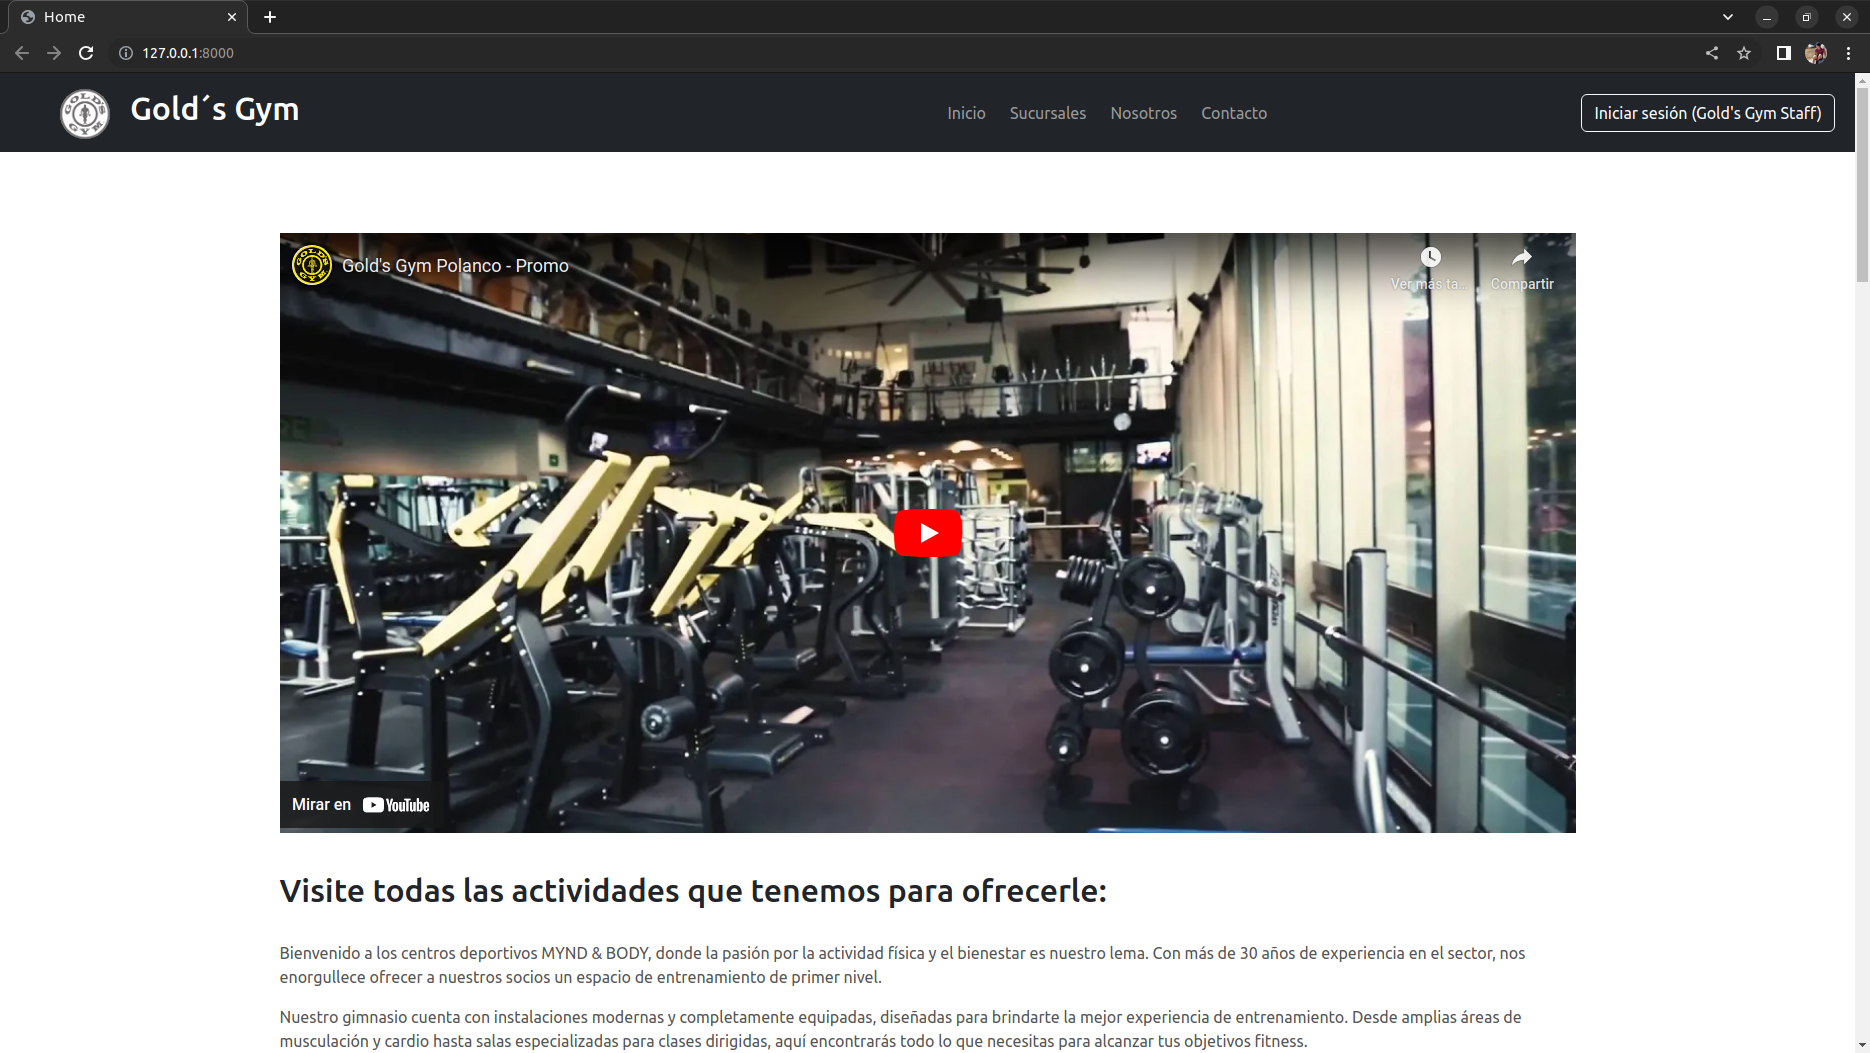 Home
127.0.0.1:8000
GOLD'S GYM
Gold´s Gym
Inicio
Sucursales
Nosotros
Contacto
Iniciar sesión (Gold's Gym Staff)
GOLD'S GYM
Gold's Gym Polanco - Promo
Ver más ta...
Compartir
Mirar en YouTube
Visite todas las actividades que tenemos para ofrecerle:
Bienvenido a los centros deportivos MYND & BODY, donde la pasión por la actividad física y el bienestar es nuestro lema. Con más de 30 años de experiencia en el sector, nos
enorgullece ofrecer a nuestros socios un espacio de entrenamiento de primer nivel.
Nuestro gimnasio cuenta con instalaciones modernas y completamente equipadas, diseñadas para brindarte la mejor experiencia de entrenamiento. Desde amplias áreas de
musculación y cardio hasta salas especializadas para clases dirigidas, aquí encontrarás todo lo que necesitas para alcanzar tus objetivos fitness.